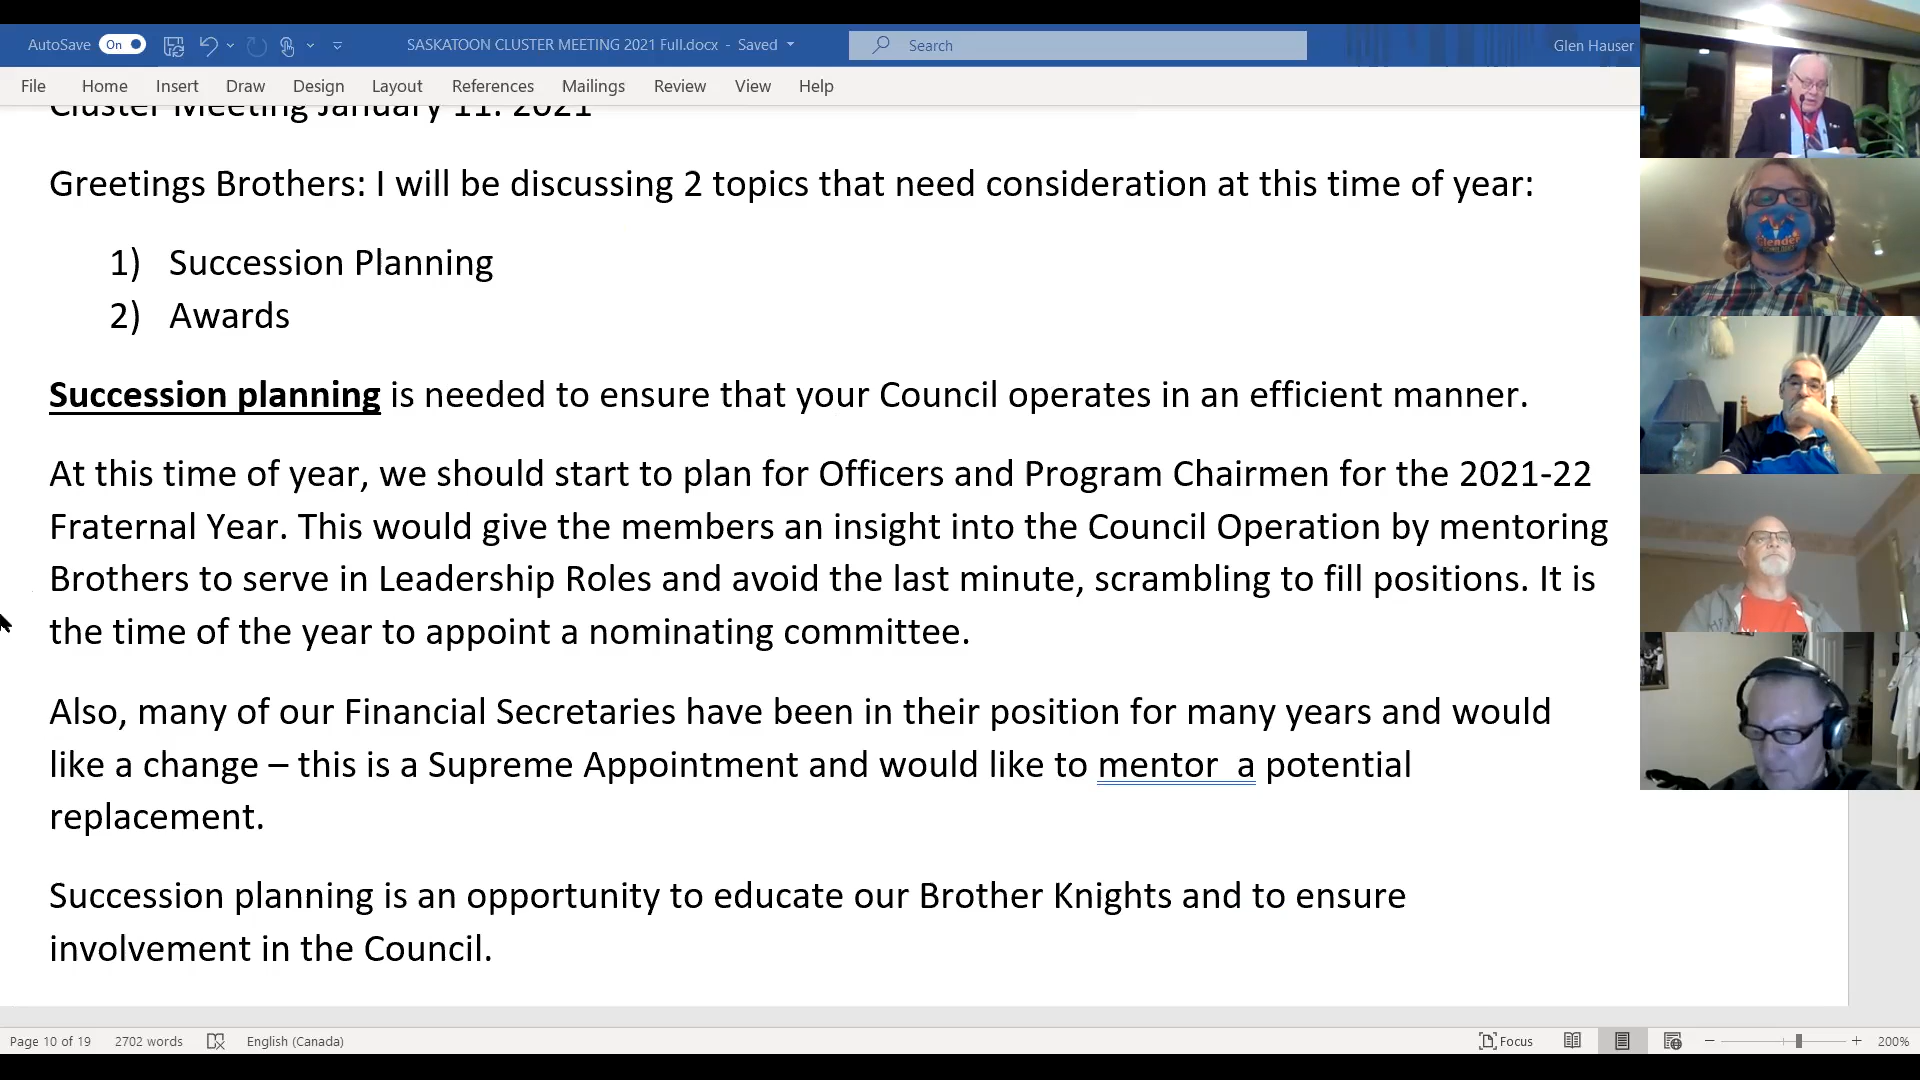 AutoSave On SASKATOON CLUSTER MEETING 2021 Full.docx - Saved Search Glen Hauser
File Home Insert Draw Design Layout References Mailings Review View Help
Cluster Meeting January 11. 2021
Greetings Brothers: I will be discussing 2 topics that need consideration at this time of year:
1) Succession Planning
2) Awards
Succession planning is needed to ensure that your Council operates in an efficient manner.
At this time of year, we should start to plan for Officers and Program Chairmen for the 2021-22
Fraternal Year. This would give the members an insight into the Council Operation by mentoring
Brothers to serve in Leadership Roles and avoid the last minute, scrambling to fill positions. It is
the time of the year to appoint a nominating committee.
Also, many of our Financial Secretaries have been in their position for many years and would
like a change – this is a Supreme Appointment and would like to mentor  a potential
replacement.
Succession planning is an opportunity to educate our Brother Knights and to ensure
involvement in the Council.
Page 10 of 19 2702 words English (Canada) Focus 200%